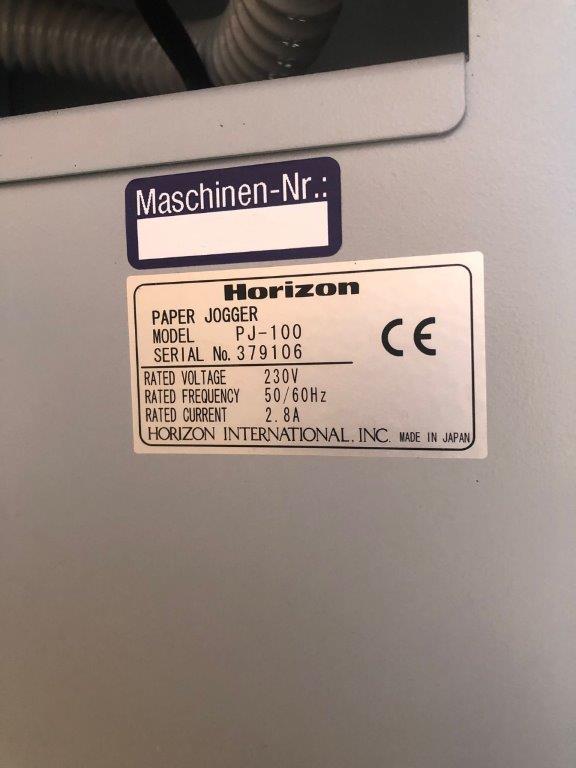 Maschinen-Nr.:
Horizon
PAPER JOGGER
MODEL PJ-100
SERIAL No. 379106
CE
RATED VOLTAGE 230V
RATED FREQUENCY 50/60Hz
RATED CURRENT 2.8A
HORIZON INTERNATIONAL, INC. MADE IN JAPAN